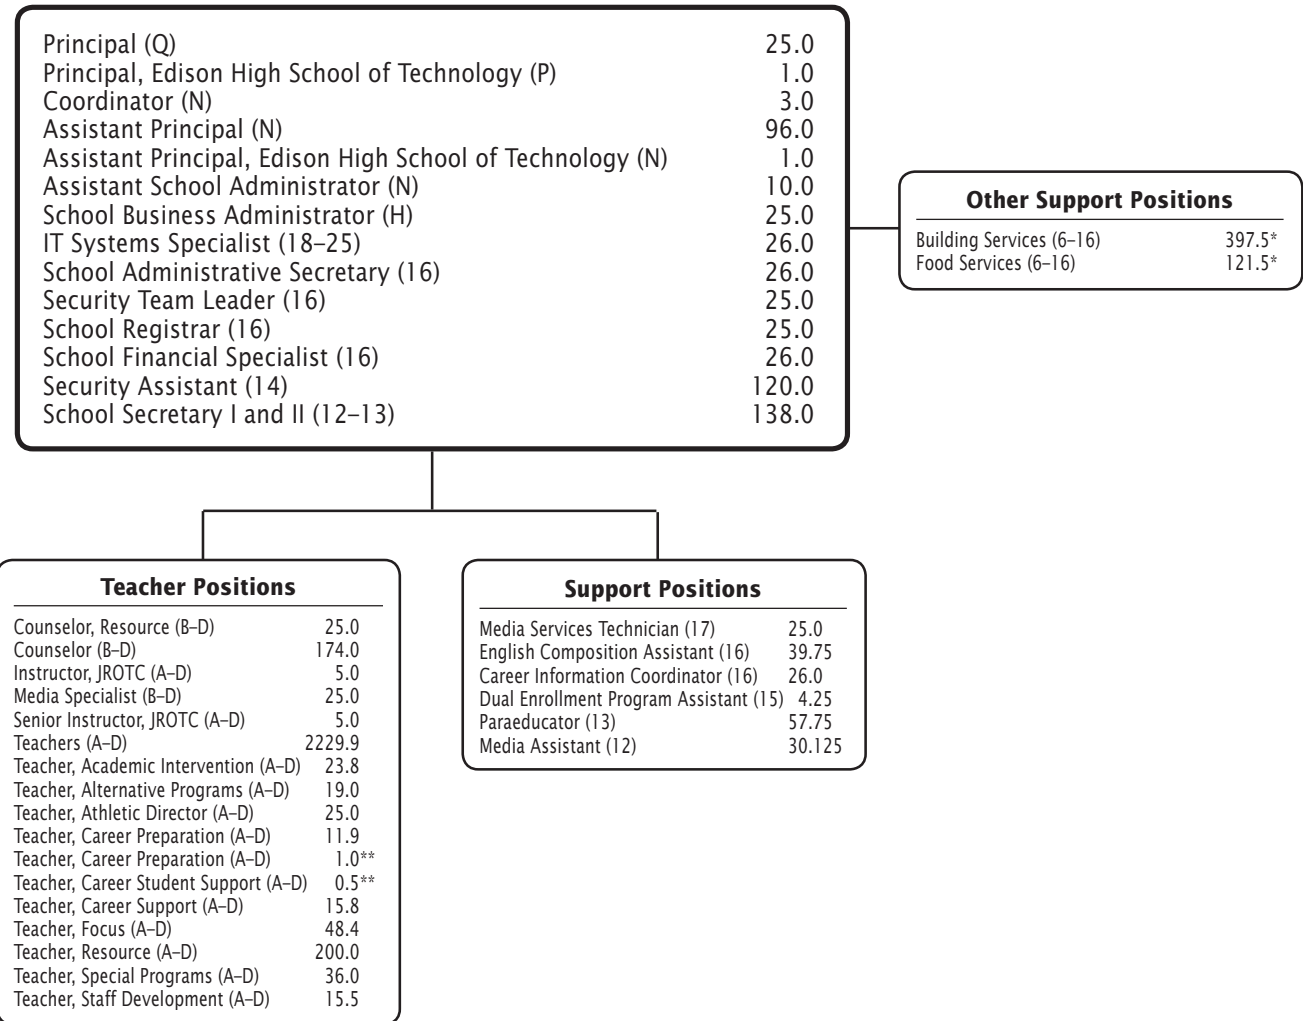 Principal (Q) 25.0
Principal, Edison High School of Technology (P) 1.0
Coordinator (N) 3.0
Assistant Principal (N) 96.0
Assistant Principal, Edison High School of Technology (N) 1.0
Assistant School Administrator (N) 10.0
School Business Administrator (H) 25.0
IT Systems Specialist (18–25) 26.0
School Administrative Secretary (16) 26.0
Security Team Leader (16) 25.0
School Registrar (16) 25.0
School Financial Specialist (16) 26.0
Security Assistant (14) 120.0
School Secretary I and II (12–13) 138.0
Other Support Positions
Building Services (6–16) 397.5*
Food Services (6–16) 121.5*
Teacher Positions
Counselor, Resource (B–D) 25.0
Counselor (B–D) 174.0
Instructor, JROTC (A–D) 5.0
Media Specialist (B–D) 25.0
Senior Instructor, JROTC (A–D) 5.0
Teachers (A–D) 2229.9
Teacher, Academic Intervention (A–D) 23.8
Teacher, Alternative Programs (A–D) 19.0
Teacher, Athletic Director (A–D) 25.0
Teacher, Career Preparation (A–D) 11.9
Teacher, Career Preparation (A–D) 1.0**
Teacher, Career Student Support (A–D) 0.5**
Teacher, Career Support (A–D) 15.8
Teacher, Focus (A–D) 48.4
Teacher, Resource (A–D) 200.0
Teacher, Special Programs (A–D) 36.0
Teacher, Staff Development (A–D) 15.5
Support Positions
Media Services Technician (17) 25.0
English Composition Assistant (16) 39.75
Career Information Coordinator (16) 26.0
Dual Enrollment Program Assistant (15) 4.25
Paraeducator (13) 57.75
Media Assistant (12) 30.125